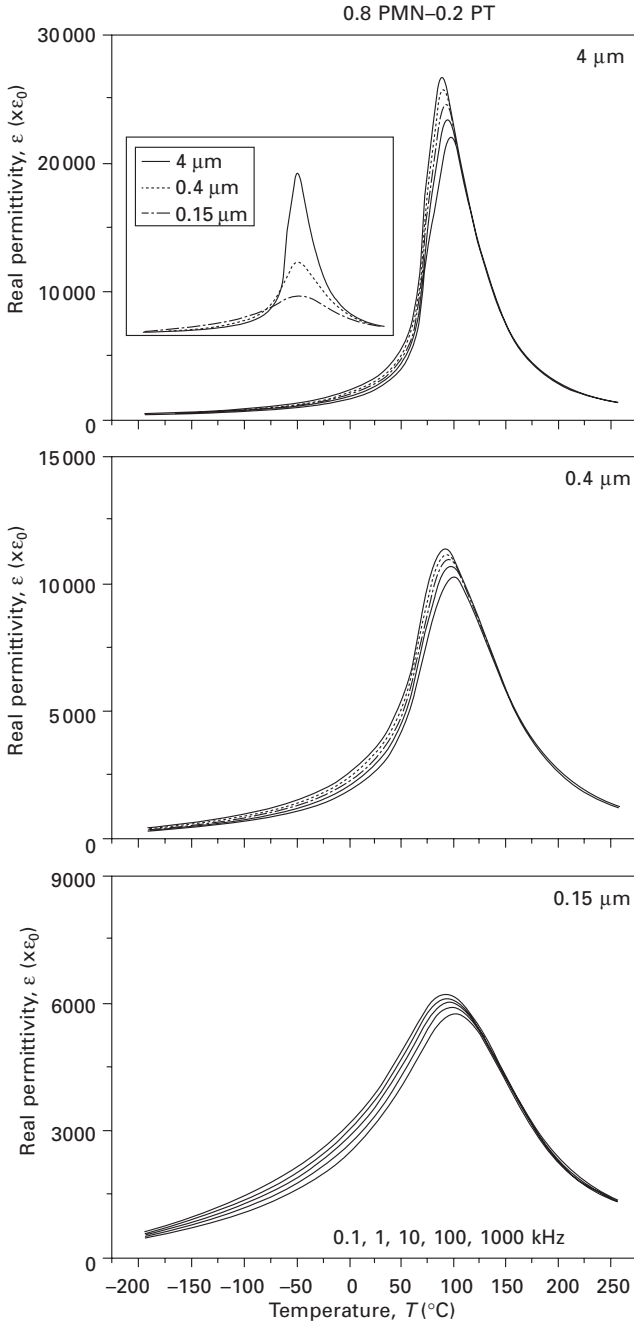 0.8 PMN–0.2 PT
30 000
4 μm
20 000
10 000
0
Real permittivity, ε (xε₀)
4 μm
0.4 μm
0.15 μm
15 000
0.4 μm
10 000
5000
0
Real permittivity, ε (xε₀)
9000
0.15 μm
6000
3000
0
Real permittivity, ε (xε₀)
0.1, 1, 10, 100, 1000 kHz
−200 −150 −100 −50 0 50 100 150 200 250
Temperature, T (°C)